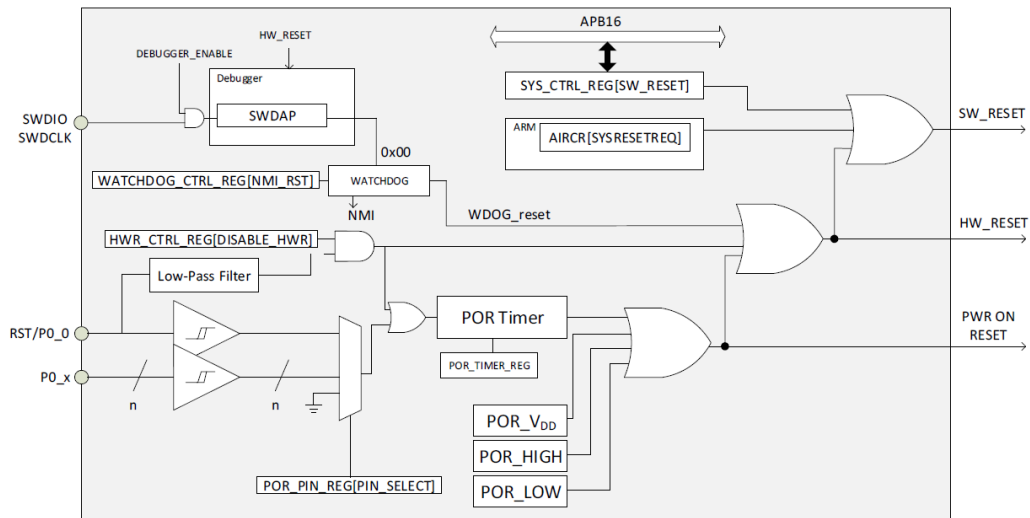 APB16
HW_RESET
DEBUGGER_ENABLE
Debugger
SWDAP
SYS_CTRL_REG[SW_RESET]
SWDIO
SWDCLK
ARM
AIRCR[SYSRESETREQ]
SW_RESET
0x00
WATCHDOG_CTRL_REG[NMI_RST]
WATCHDOG
NMI
WDOG_reset
HWR_CTRL_REG[DISABLE_HWR]
HW_RESET
Low-Pass Filter
RST/P0_0
POR Timer
PWR ON
RESET
POR_TIMER_REG
P0_x
n
n
POR_VDD
POR_HIGH
POR_LOW
POR_PIN_REG[PIN_SELECT]